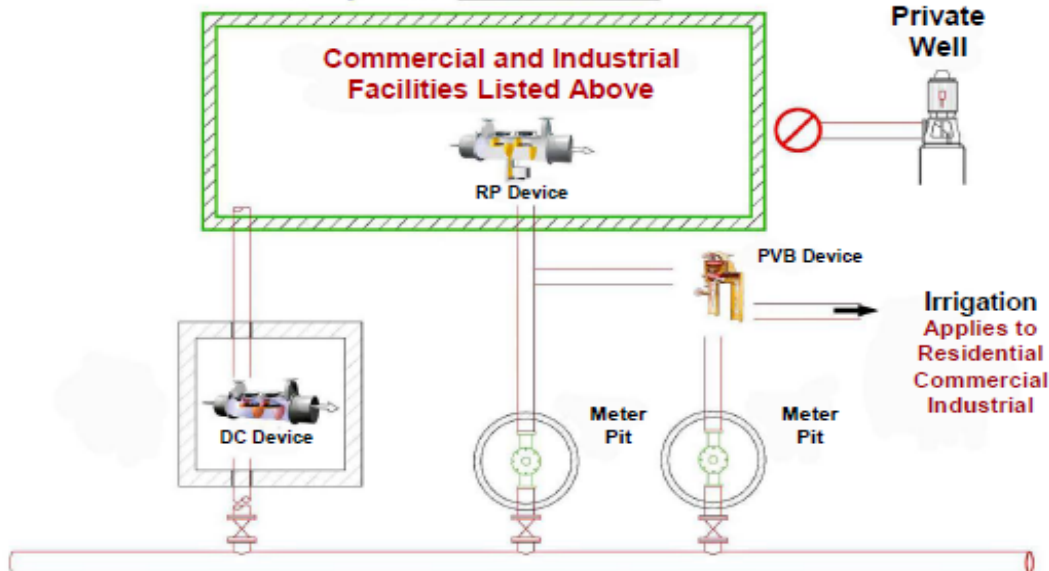 Private
Well
Commercial and Industrial
Facilities Listed Above
RP Device
PVB Device
Irrigation
Applies to
Residential
Commercial
Industrial
DC Device
Meter
Pit
Meter
Pit